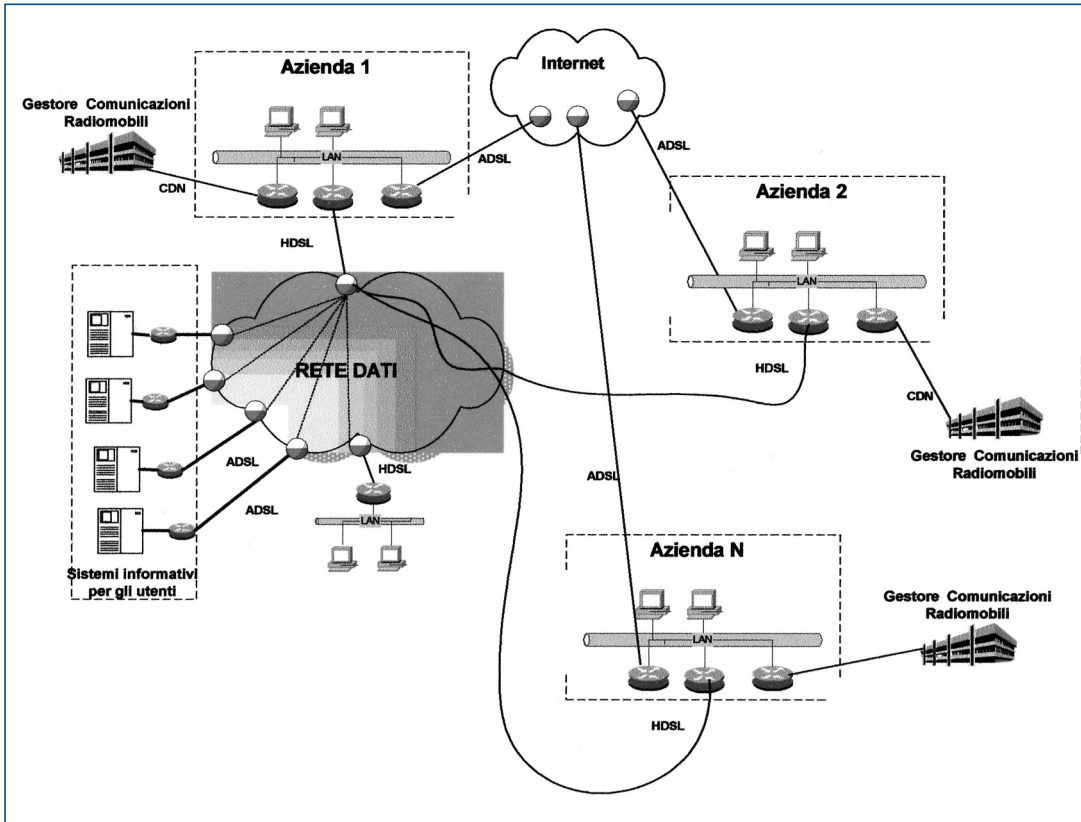 Azienda 1
Internet
Gestore Comunicazioni
Radiomobili
LAN
ADSL
ADSL
CDN
Azienda 2
HDSL
LAN
RETE DATI
HDSL
CDN
ADSL
HDSL
ADSL
Gestore Comunicazioni
Radiomobili
ADSL
LAN
Azienda N
Sistemi informativi
per gli utenti
Gestore Comunicazioni
Radiomobili
LAN
HDSL